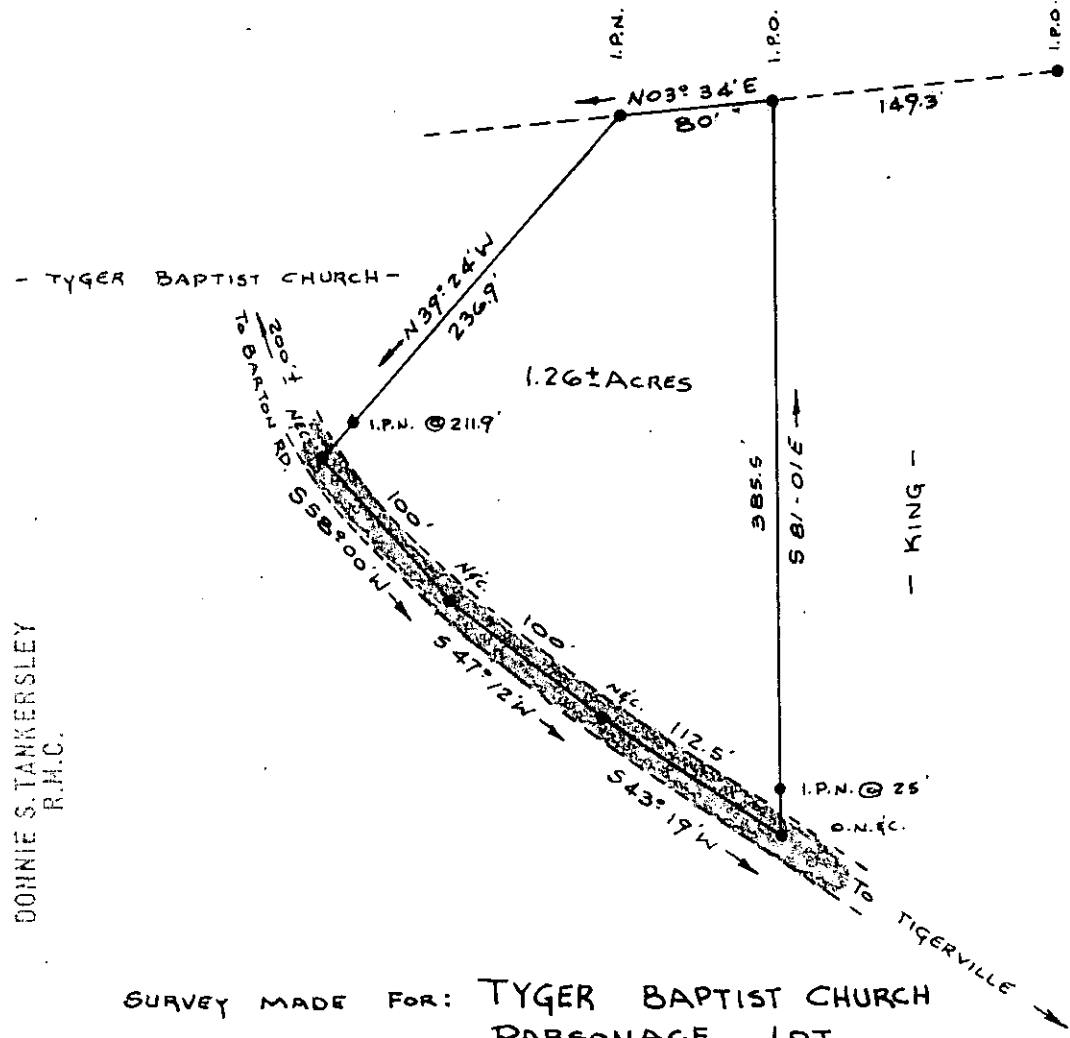 I.P.N.
I.P.O.
I.P.O.
N03° 34' E
80'
149.3'
N 39° 24' W
236.9'
- TYGER BAPTIST CHURCH -
200'±
TO BARTON RD.
N&C.
1.26± ACRES
I.P.N. @ 211.9'
385.5'
S 81-01 E
- KING -
100'
S58°00'W
N&C.
100'
S 47° 12' W
N&C.
112.5'
S 43° 19' W
I.P.N. @ 25'
O.N.&C.
TO TIGERVILLE
DONNIE S. TANKERSLEY
R.M.C.
SURVEY MADE FOR: TYGER BAPTIST CHURCH
PARSONAGE LOT